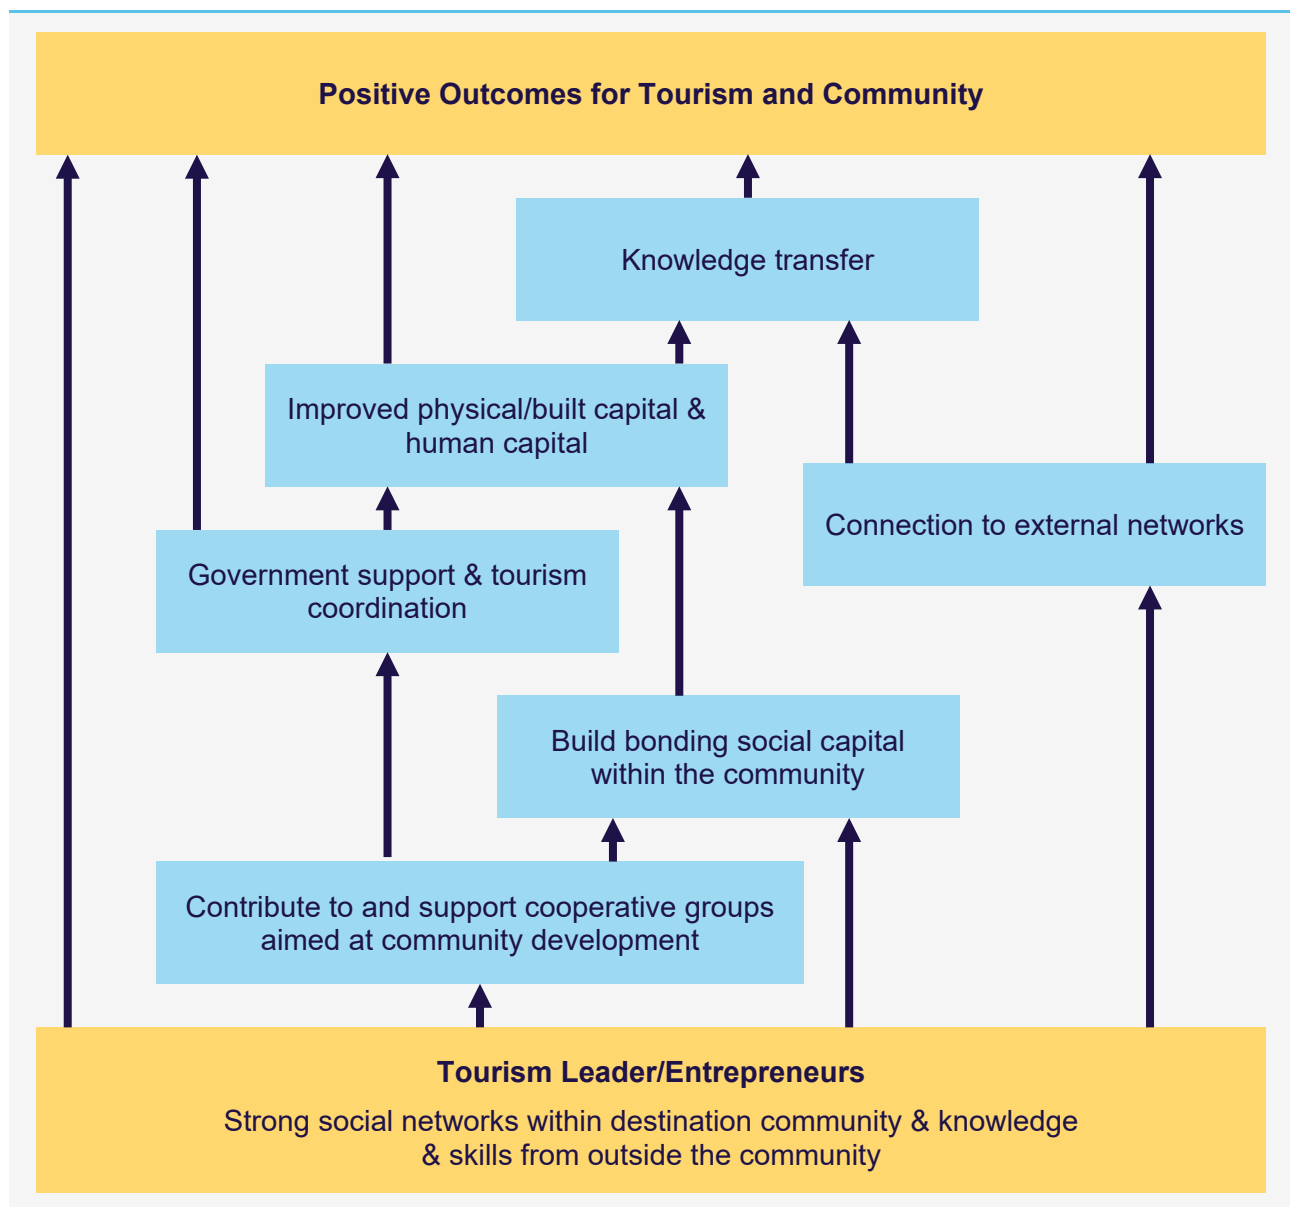 Positive Outcomes for Tourism and Community
Knowledge transfer
Improved physical/built capital &
human capital
Connection to external networks
Government support & tourism
coordination
Build bonding social capital
within the community
Contribute to and support cooperative groups
aimed at community development
Tourism Leader/Entrepreneurs
Strong social networks within destination community & knowledge
& skills from outside the community